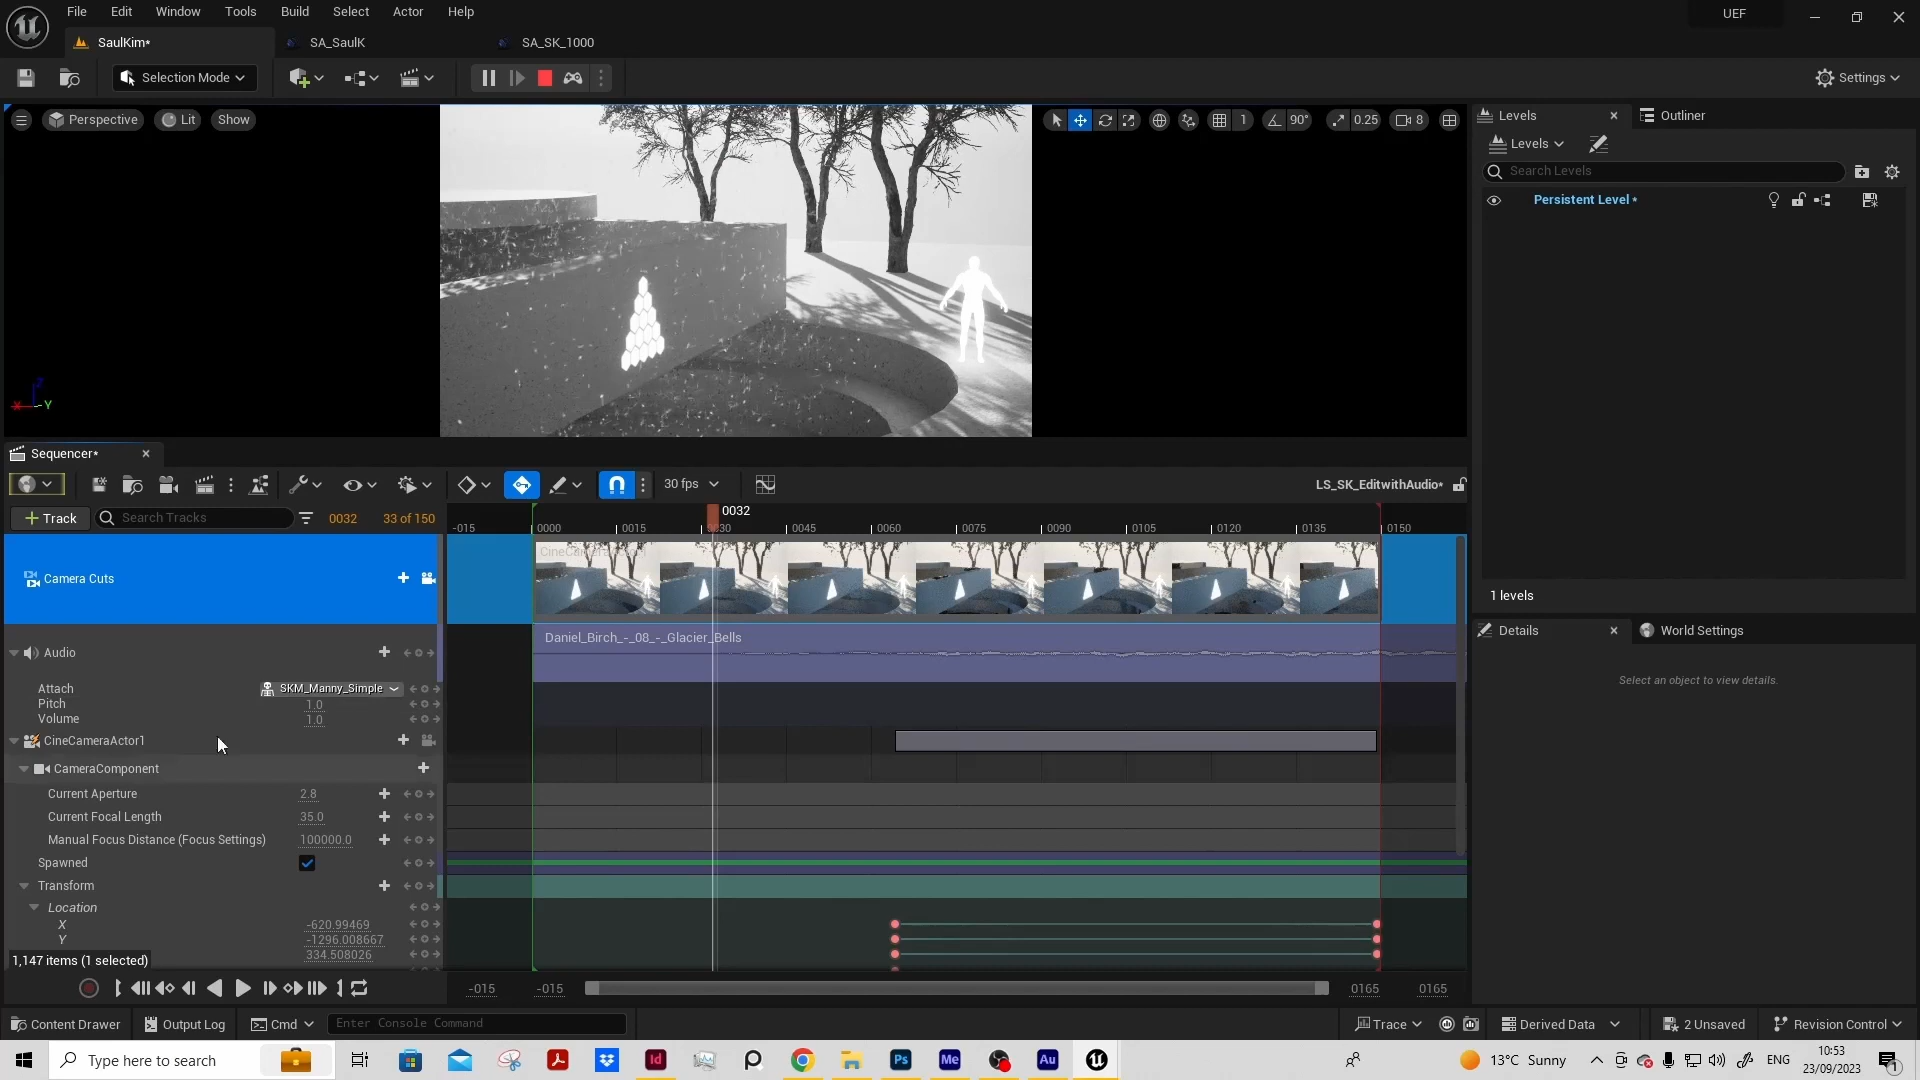 File Edit Window Tools Build Select Actor Help
UEF
SaulKim* SA_SaulK SA_SK_1000
Selection Mode
Settings
Perspective Lit Show
1 90° 0.25 8
Levels Outliner
Levels
Search Levels
Persistent Level *
1 levels
Details World Settings
Select an object to view details.
Z
X Y
Sequencer*
30 fps
LS_SK_EditwithAudio*
Track Search Tracks 0032 33 of 150
0032
-015 0000 0015 0030 0045 0060 0075 0090 0105 0120 0135 0150
Camera Cuts
Audio
Daniel_Birch_-_08_-_Glacier_Bells
Attach SKM_Manny_Simple
Pitch 1.0
Volume 1.0
CineCameraActor1
CameraComponent
Current Aperture 2.8
Current Focal Length 35.0
Manual Focus Distance (Focus Settings) 100000.0
Spawned
Transform
Location
X -620.99469
Y -1296.008667
334.508026
1,147 items (1 selected)
-015 -015 0165 0165
Content Drawer Output Log Cmd Enter Console Command
Trace Derived Data 2 Unsaved Revision Control
Type here to search
Id Ps Me Au
13°C Sunny
ENG
10:53
23/09/2023
1